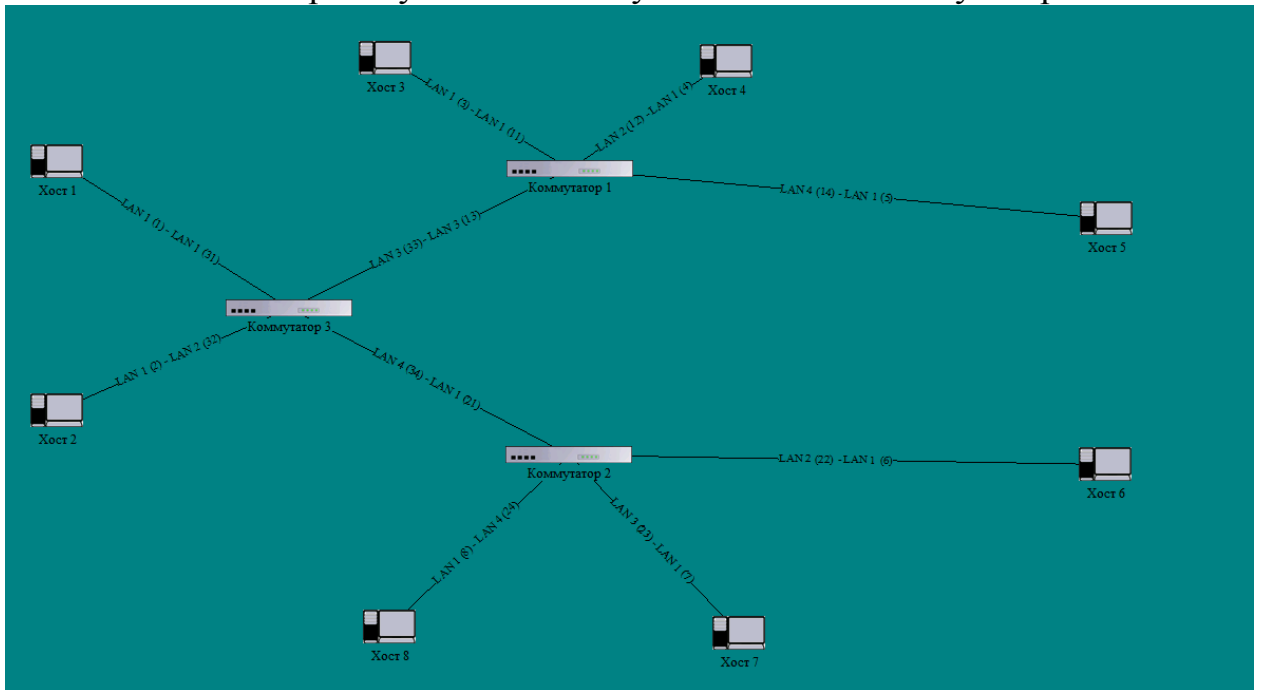 Хост 3
Хост 4
LAN 1 (3) - LAN 1 (11)
LAN 2 (12) - LAN 1 (4)
Хост 1
Коммутатор 1
LAN 4 (14) - LAN 1 (5)
Хост 5
LAN 1 (1) - LAN 1 (31)
LAN 3 (33) - LAN 3 (13)
Коммутатор 3
LAN 1 (2) - LAN 2 (32)
LAN 4 (34) - LAN 1 (21)
Хост 2
LAN 2 (22) - LAN 1 (6)
Коммутатор 2
Хост 6
LAN 1 (8) - LAN 4 (24)
LAN 3 (23) - LAN 1 (7)
Хост 8
Хост 7